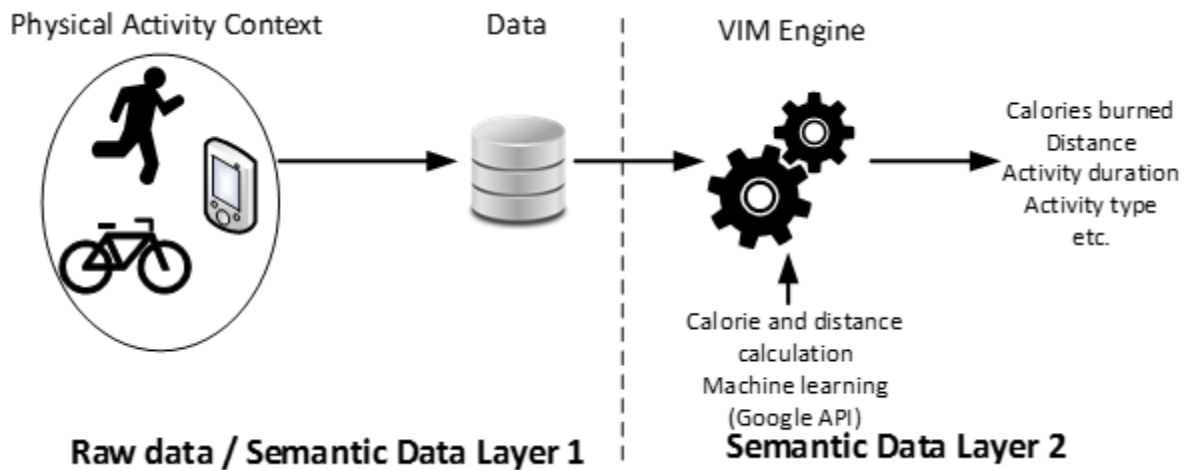 Physical Activity Context
Data
VIM Engine
Calories burned
Distance
Activity duration
Activity type
etc.
Calorie and distance
calculation
Machine learning
(Google API)
Raw data / Semantic Data Layer 1
Semantic Data Layer 2